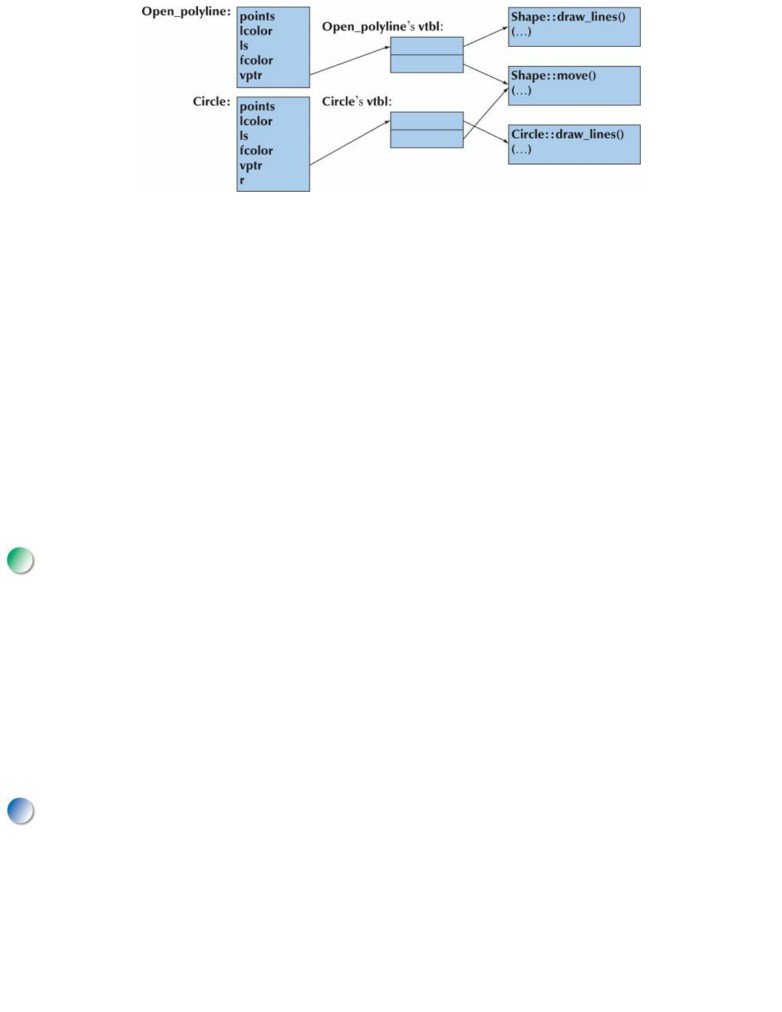 Open_polyline:
points
lcolor
ls
fcolor
vptr
Open_polyline's vtbl:
Shape::draw_lines()
(...)
Shape::move()
(...)
Circle:
points
lcolor
ls
fcolor
vptr
r
Circle's vtbl:
Circle::draw_lines()
(...)